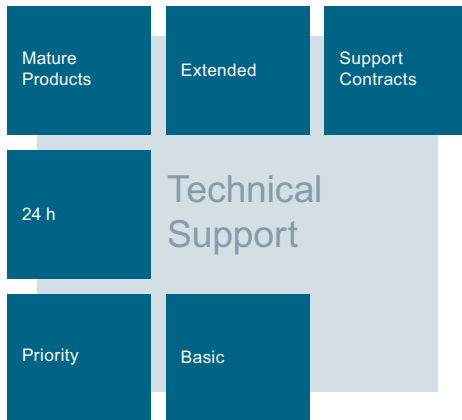 Mature
Products
Extended
Support
Contracts
24 h
Technical
Support
Priority
Basic